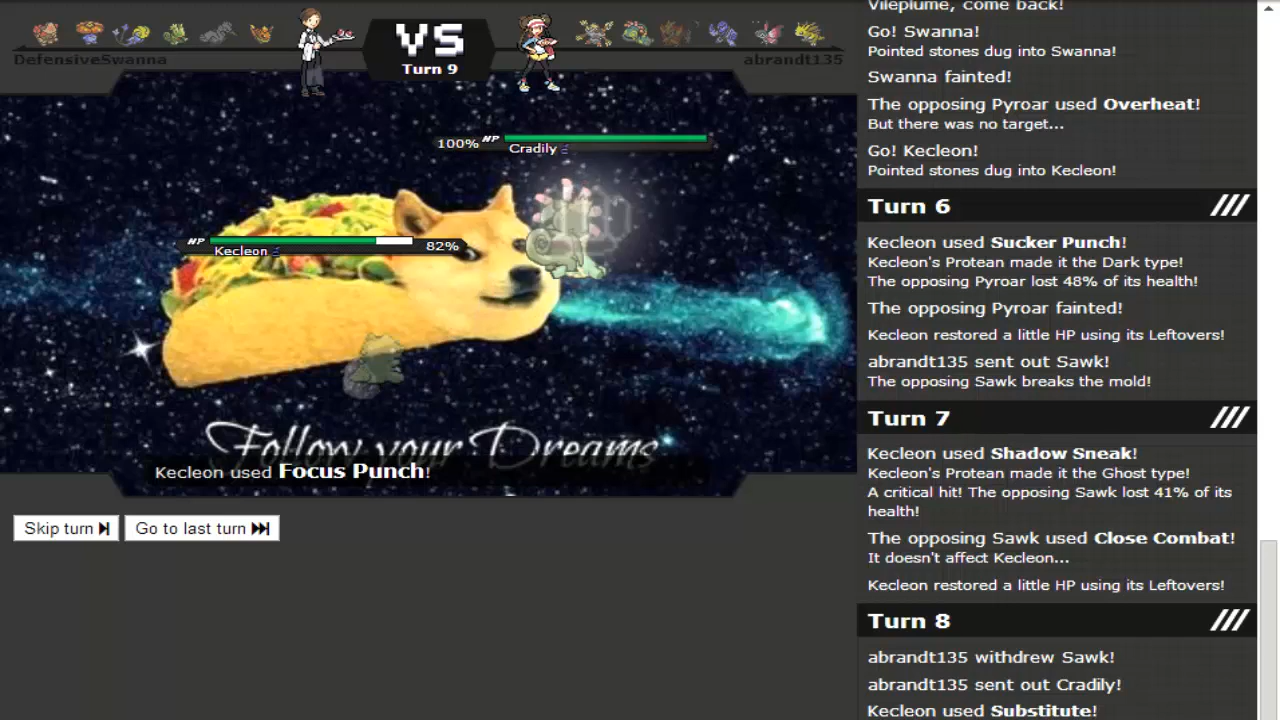 VS
Turn 9
DefensiveSwanna
abrandt135
100% HP
Cradily
HP
Kecleon
82%
Follow your Dreams
Kecleon used Focus Punch!
Skip turn
Go to last turn
Vileplume, come back!
Go! Swanna!
Pointed stones dug into Swanna!
Swanna fainted!
The opposing Pyroar used Overheat!
But there was no target...
Go! Kecleon!
Pointed stones dug into Kecleon!
Turn 6
Kecleon used Sucker Punch!
Kecleon's Protean made it the Dark type!
The opposing Pyroar lost 48% of its health!
The opposing Pyroar fainted!
Kecleon restored a little HP using its Leftovers!
abrandt135 sent out Sawk!
The opposing Sawk breaks the mold!
Turn 7
Kecleon used Shadow Sneak!
Kecleon's Protean made it the Ghost type!
A critical hit! The opposing Sawk lost 41% of its
health!
The opposing Sawk used Close Combat!
It doesn't affect Kecleon...
Kecleon restored a little HP using its Leftovers!
Turn 8
abrandt135 withdrew Sawk!
abrandt135 sent out Cradily!
Kecleon used Substitute!